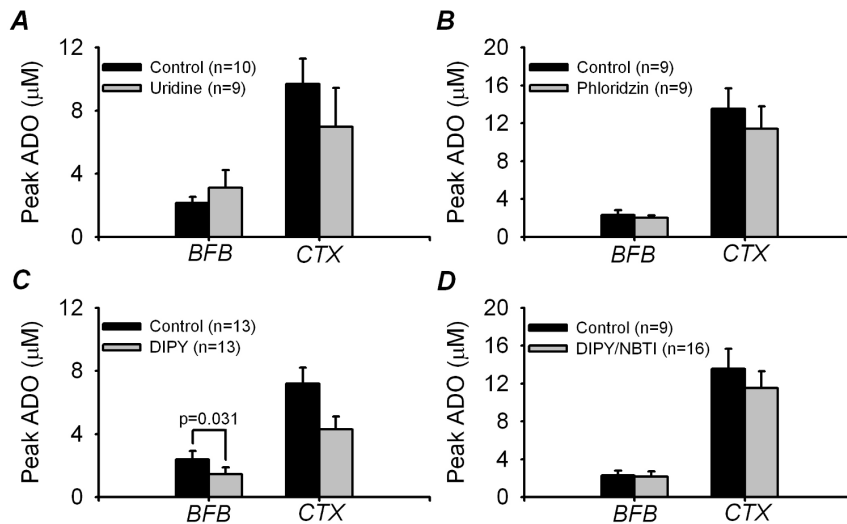 A
Peak ADO (μM)
12
8
4
0
Control (n=10)
Uridine (n=9)
BFB
CTX
B
Peak ADO (μM)
20
16
12
8
4
0
Control (n=9)
Phloridzin (n=9)
BFB
CTX
C
Peak ADO (μM)
12
8
4
0
Control (n=13)
DIPY (n=13)
p=0.031
BFB
CTX
D
Peak ADO (μM)
20
16
12
8
4
0
Control (n=9)
DIPY/NBTI (n=16)
BFB
CTX